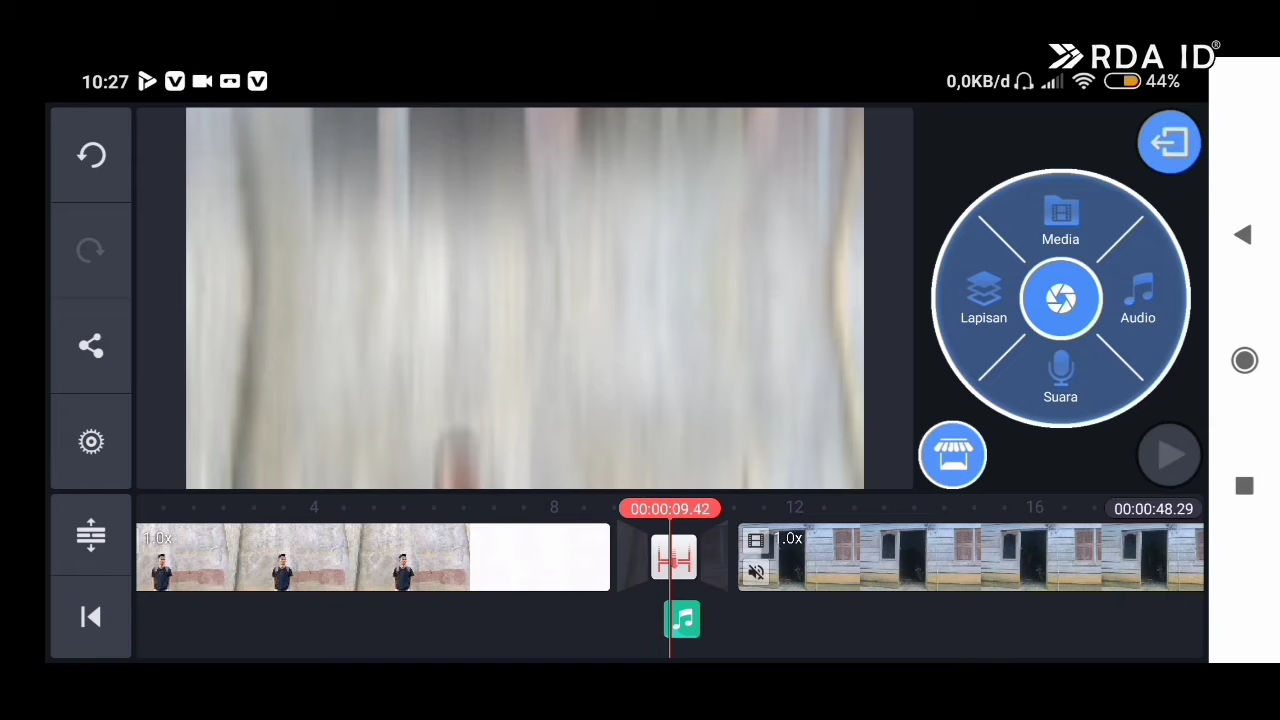 RDA ID®
10:27
0,0KB/d 44%
Media
Lapisan
Audio
Suara
4
8
00:00:09.42
12
16
00:00:48.29
1.0x
1.0x